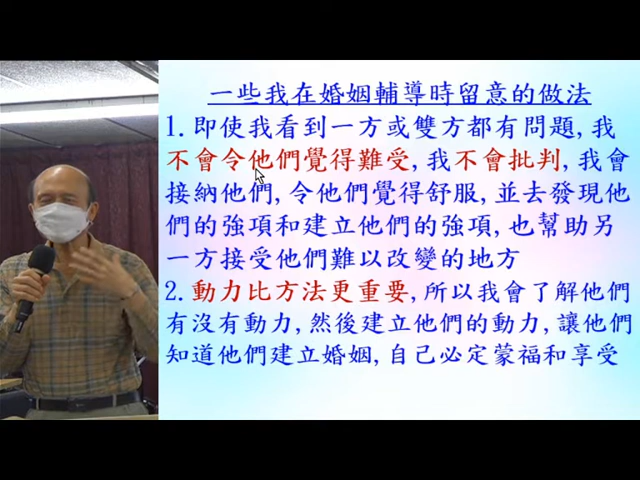 一些我在婚姻輔導時留意的做法
1. 即使我看到一方或雙方都有問題, 我
不會令他們覺得難受, 我不會批判, 我會
接納他們, 令他們覺得舒服, 並去發現他
們的強項和建立他們的強項, 也幫助另
一方接受他們難以改變的地方
2. 動力比方法更重要, 所以我會了解他們
有沒有動力, 然後建立他們的動力, 讓他們
知道他們建立婚姻, 自己必定蒙福和享受